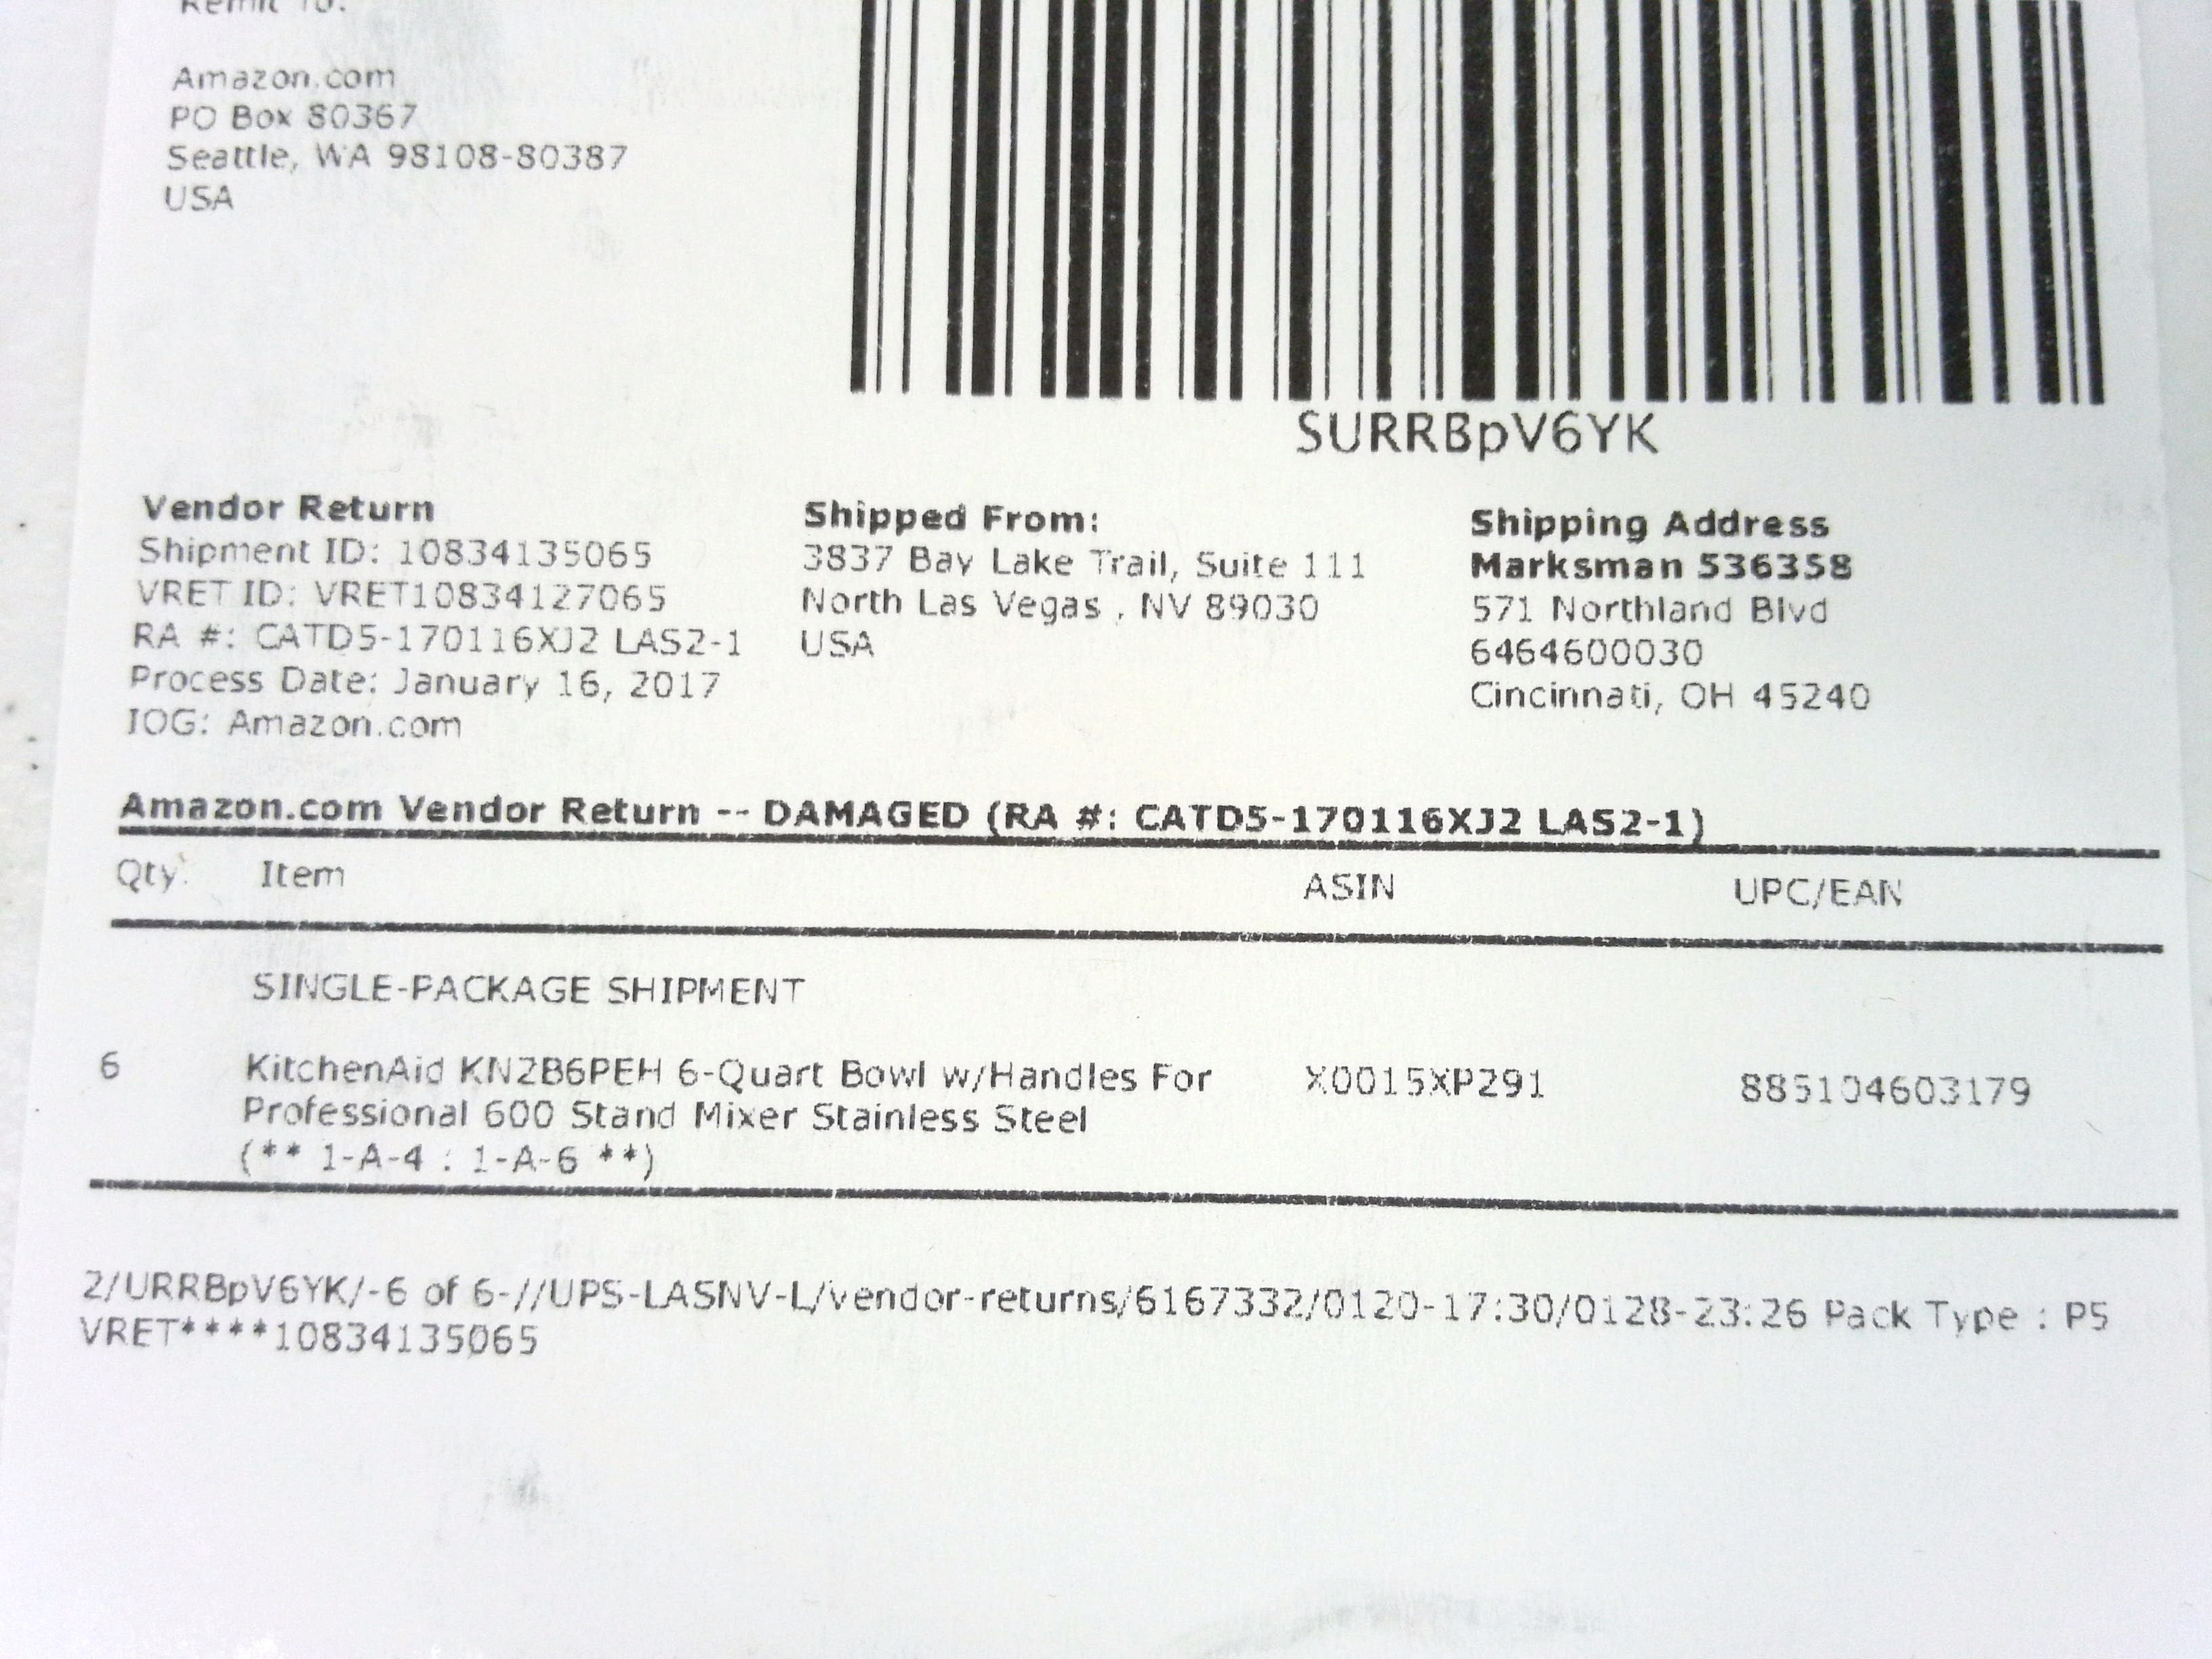 Remit To:
Amazon.com
PO Box 80367
Seattle, WA 98108-80387
USA
SURRBpV6YK
Vendor Return
Shipment ID: 10834135065
VRET ID: VRET10834127065
RA #: CATD5-170116XJ2 LAS2-1
Process Date: January 16, 2017
IOG: Amazon.com
Shipped From:
3837 Bay Lake Trail, Suite 111
North Las Vegas , NV 89030
USA
Shipping Address
Marksman 536358
571 Northland Blvd
6464600030
Cincinnati, OH 45240
Amazon.com Vendor Return -- DAMAGED (RA #: CATD5-170116XJ2 LAS2-1)
Qty. Item ASIN UPC/EAN
SINGLE-PACKAGE SHIPMENT
6 KitchenAid KN2B6PEH 6-Quart Bowl w/Handles For X0015XP291 885104603179
Professional 600 Stand Mixer Stainless Steel
(** 1-A-4 : 1-A-6 **)
2/URRBpV6YK/-6 of 6-//UPS-LASNV-L/vendor-returns/6167332/0120-17:30/0128-23:26 Pack Type : P5
VRET****10834135065